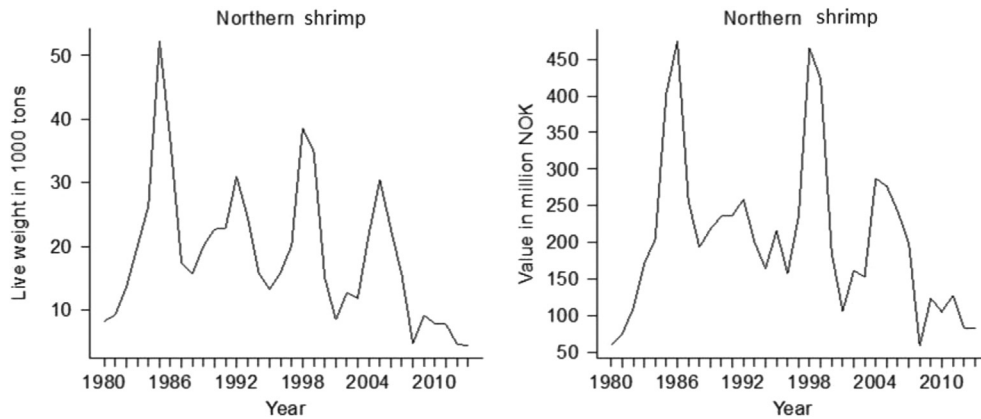 Northern shrimp
Live weight in 1000 tons
50
40
30
20
10
1980 1986 1992 1998 2004 2010
Year
Northern shrimp
Value in million NOK
450
400
350
300
250
200
150
100
50
1980 1986 1992 1998 2004 2010
Year